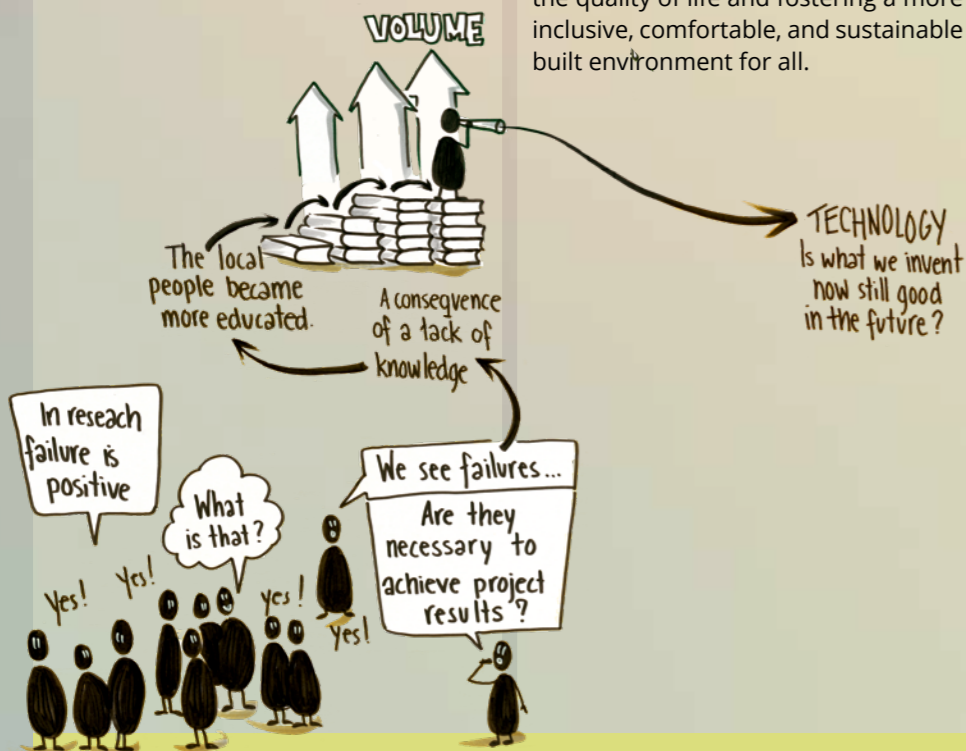 the quality of life and fostering a more
inclusive, comfortable, and sustainable
built environment for all.
VOLUME
TECHNOLOGY
Is what we invent
now still good
in the future?
The local
people became
more educated.
A consequence
of a lack of
knowledge
In reseach
failure is
positive
What
is that?
We see failures...
Are they
necessary to
achieve project
results?
Yes!
Yes!
yes!
yes!